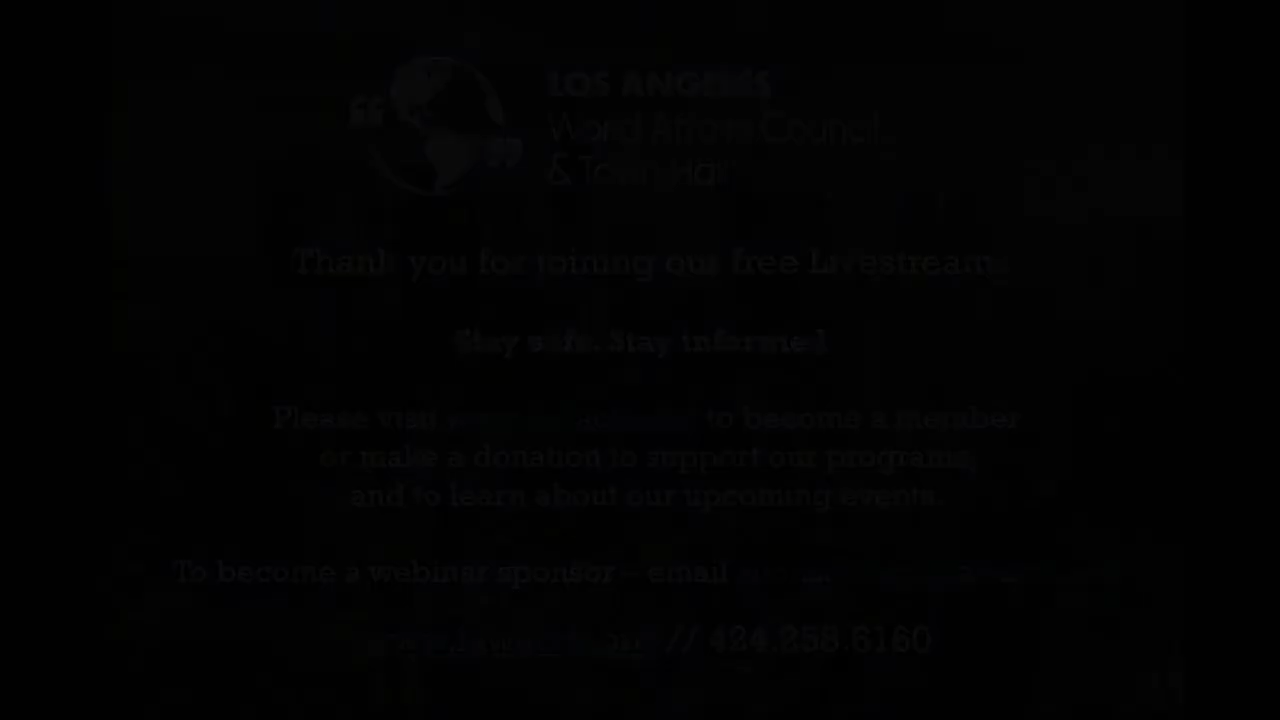 LOS ANGELES
World Affairs Council
& Town Hall
Thank you for joining our free Livestreams
Stay safe. Stay informed
Please visit to become a member
or make a donation to support our programs,
and to learn about our upcoming events.
To become a webinar sponsor - email
// 424.258.6160